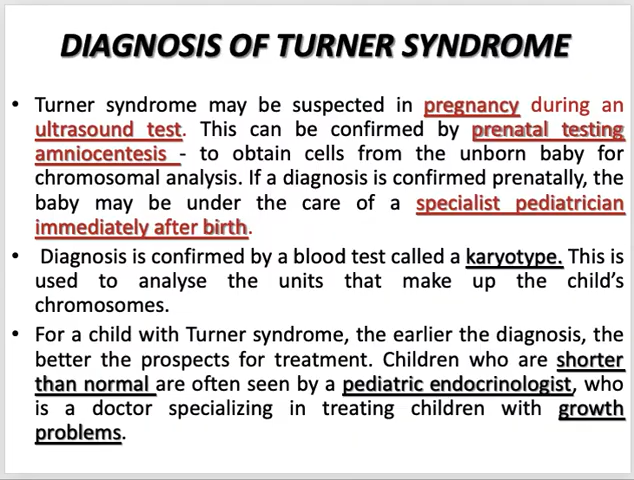 DIAGNOSIS OF TURNER SYNDROME
• Turner syndrome may be suspected in pregnancy during an
ultrasound test. This can be confirmed by prenatal testing
amniocentesis - to obtain cells from the unborn baby for
chromosomal analysis. If a diagnosis is confirmed prenatally, the
baby may be under the care of a specialist pediatrician
immediately after birth.
• Diagnosis is confirmed by a blood test called a karyotype. This is
used to analyse the units that make up the child's
chromosomes.
• For a child with Turner syndrome, the earlier the diagnosis, the
better the prospects for treatment. Children who are shorter
than normal are often seen by a pediatric endocrinologist, who
is a doctor specializing in treating children with growth
problems.